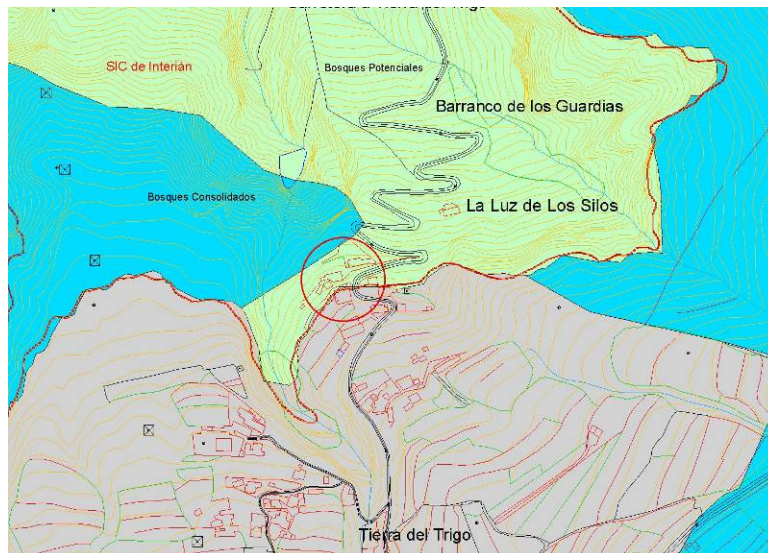 SIC de Interián
Bosques Potenciales
Barranco de los Guardias
Bosques Consolidados
La Luz de Los Silos
Tierra del Trigo